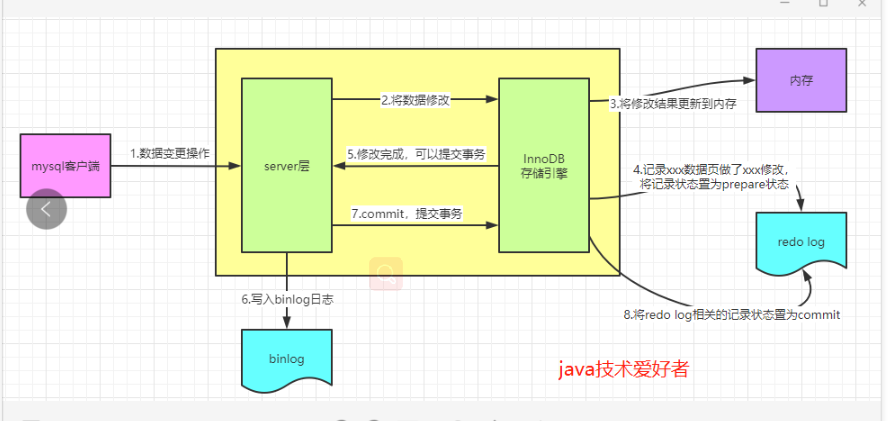 mysql客户端
1.数据变更操作
server层
2.将数据修改
5.修改完成，可以提交事务
7.commit，提交事务
InnoDB
存储引擎
3.将修改结果更新到内存
内存
4.记录xxx数据页做了xxx修改，
将记录状态置为prepare状态
redo log
8.将redo log相关的记录状态置为commit
6.写入binlog日志
binlog
java技术爱好者